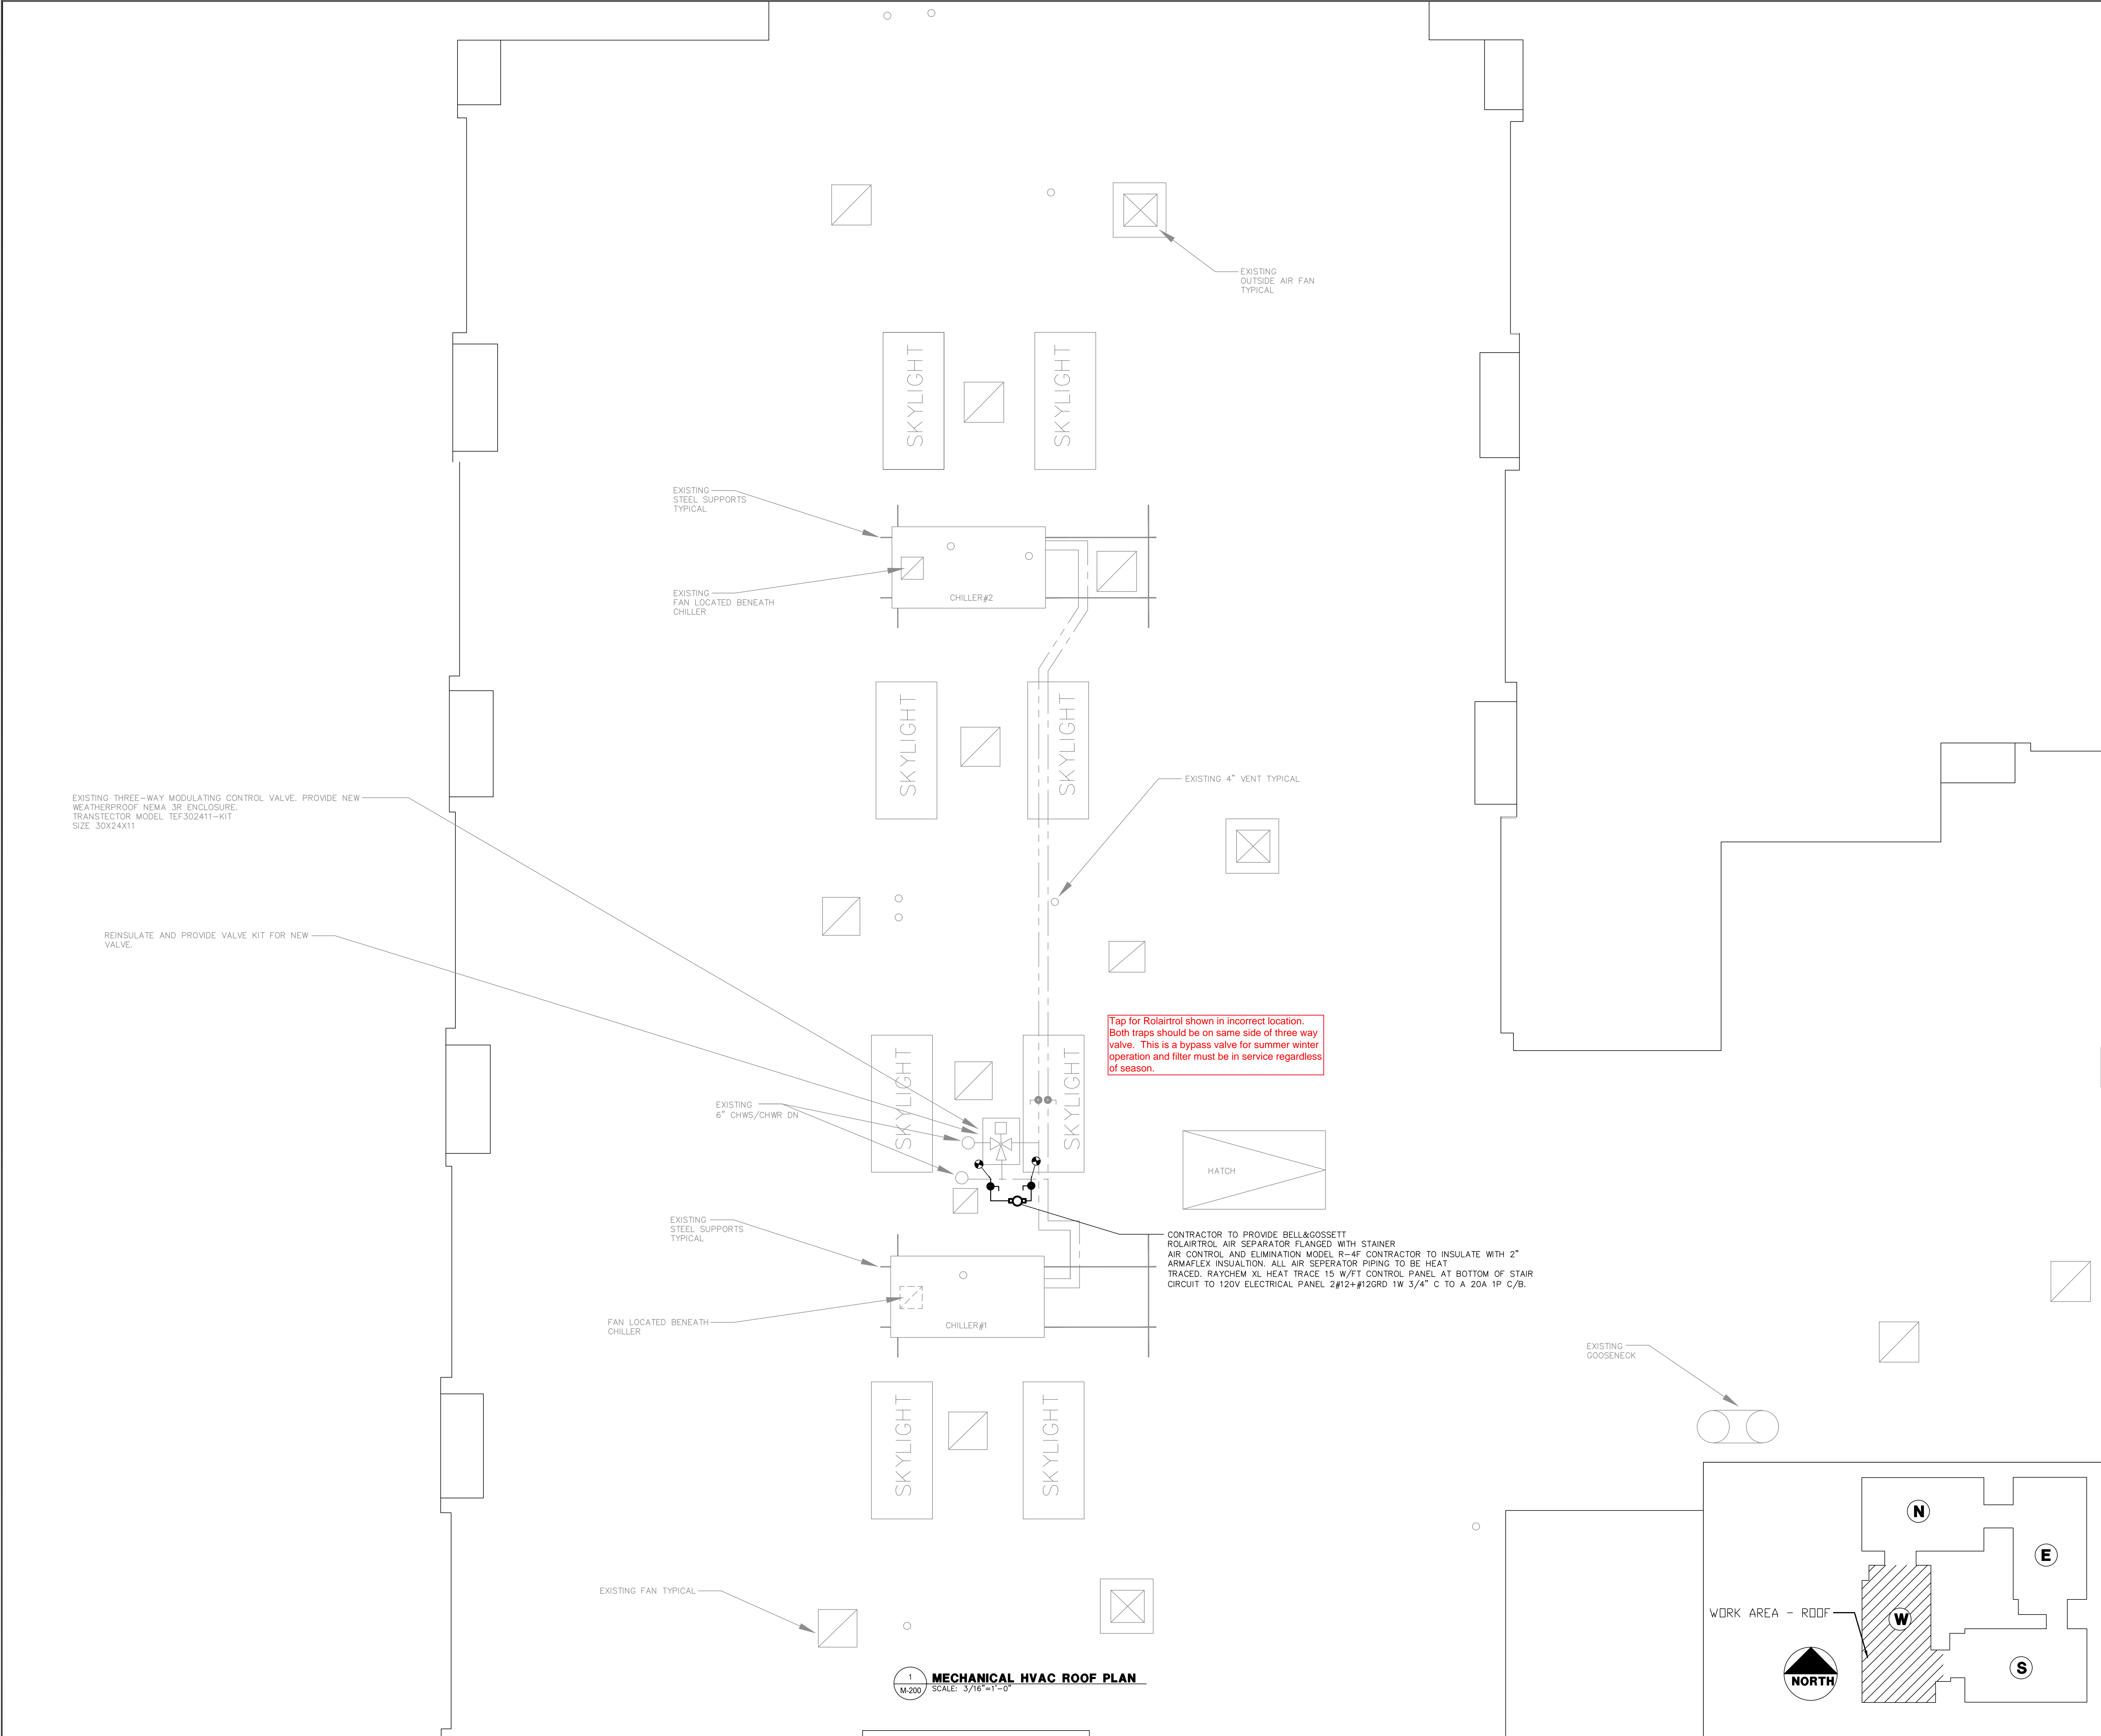 EXISTING
OUTSIDE AIR FAN
TYPICAL
SKYLIGHT
SKYLIGHT
EXISTING
STEEL SUPPORTS
TYPICAL
EXISTING
FAN LOCATED BENEATH
CHILLER
CHILLER#2
SKYLIGHT
SKYLIGHT
EXISTING 4" VENT TYPICAL
EXISTING THREE-WAY MODULATING CONTROL VALVE. PROVIDE NEW
WEATHERPROOF NEMA 3R ENCLOSURE.
TRANSTECTOR MODEL TEF302411-KIT
SIZE 30X24X11
REINSULATE AND PROVIDE VALVE KIT FOR NEW
VALVE.
Tap for Rolairtrol shown in incorrect location.
Both traps should be on same side of three way
valve. This is a bypass valve for summer winter
operation and filter must be in service regardless
of season.
SKYLIGHT
SKYLIGHT
EXISTING
6" CHWS/CHWR DN
HATCH
EXISTING
STEEL SUPPORTS
TYPICAL
CONTRACTOR TO PROVIDE BELL&GOSSETT
ROLAIRTROL AIR SEPARATOR FLANGED WITH STAINER
AIR CONTROL AND ELIMINATION MODEL R-4F CONTRACTOR TO INSULATE WITH 2"
ARMAFLEX INSUALTION. ALL AIR SEPERATOR PIPING TO BE HEAT
TRACED. RAYCHEM XL HEAT TRACE 15 W/FT CONTROL PANEL AT BOTTOM OF STAIR
CIRCUIT TO 120V ELECTRICAL PANEL 2#12+#12GRD 1W 3/4" C TO A 20A 1P C/B.
FAN LOCATED BENEATH
CHILLER
CHILLER#1
EXISTING
GOOSENECK
SKYLIGHT
SKYLIGHT
EXISTING FAN TYPICAL
N
E
WORK AREA - ROOF
W
S
NORTH
1
M-200
MECHANICAL HVAC ROOF PLAN
SCALE: 3/16"=1'-0"